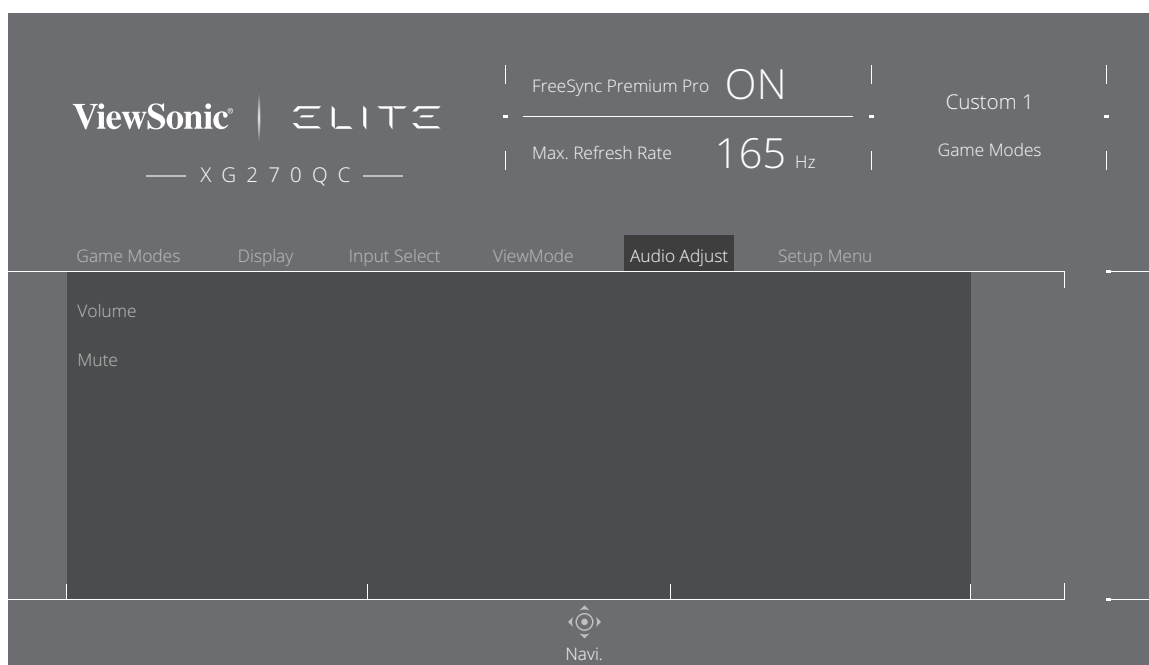 ViewSonic® ELITE
XG270QC
FreeSync Premium Pro ON
Max. Refresh Rate 165 Hz
Custom 1
Game Modes
Game Modes Display Input Select ViewMode Audio Adjust Setup Menu
Volume
Mute
Navi.